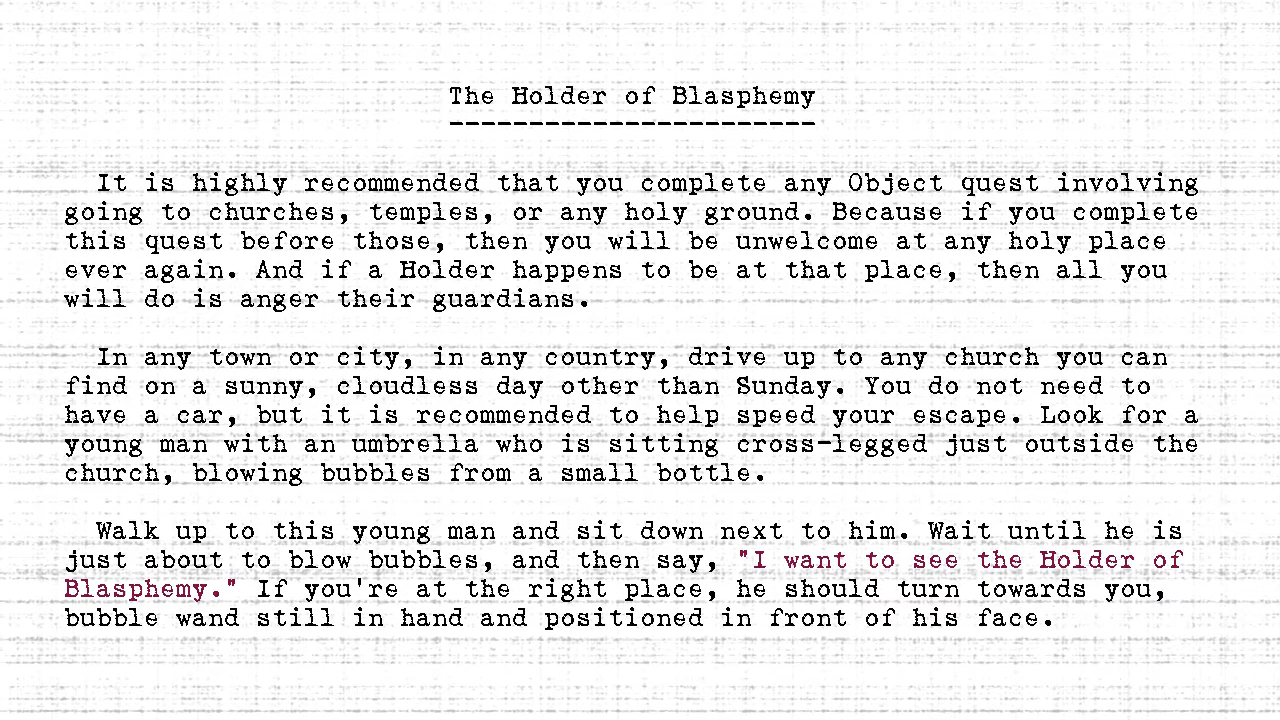 The Holder of Blasphemy
-----------------------
It is highly recommended that you complete any Object quest involving
going to churches, temples, or any holy ground. Because if you complete
this quest before those, then you will be unwelcome at any holy place
ever again. And if a Holder happens to be at that place, then all you
will do is anger their guardians.
In any town or city, in any country, drive up to any church you can
find on a sunny, cloudless day other than Sunday. You do not need to
have a car, but it is recommended to help speed your escape. Look for a
young man with an umbrella who is sitting cross-legged just outside the
church, blowing bubbles from a small bottle.
Walk up to this young man and sit down next to him. Wait until he is
just about to blow bubbles, and then say, "I want to see the Holder of
Blasphemy." If you're at the right place, he should turn towards you,
bubble wand still in hand and positioned in front of his face.